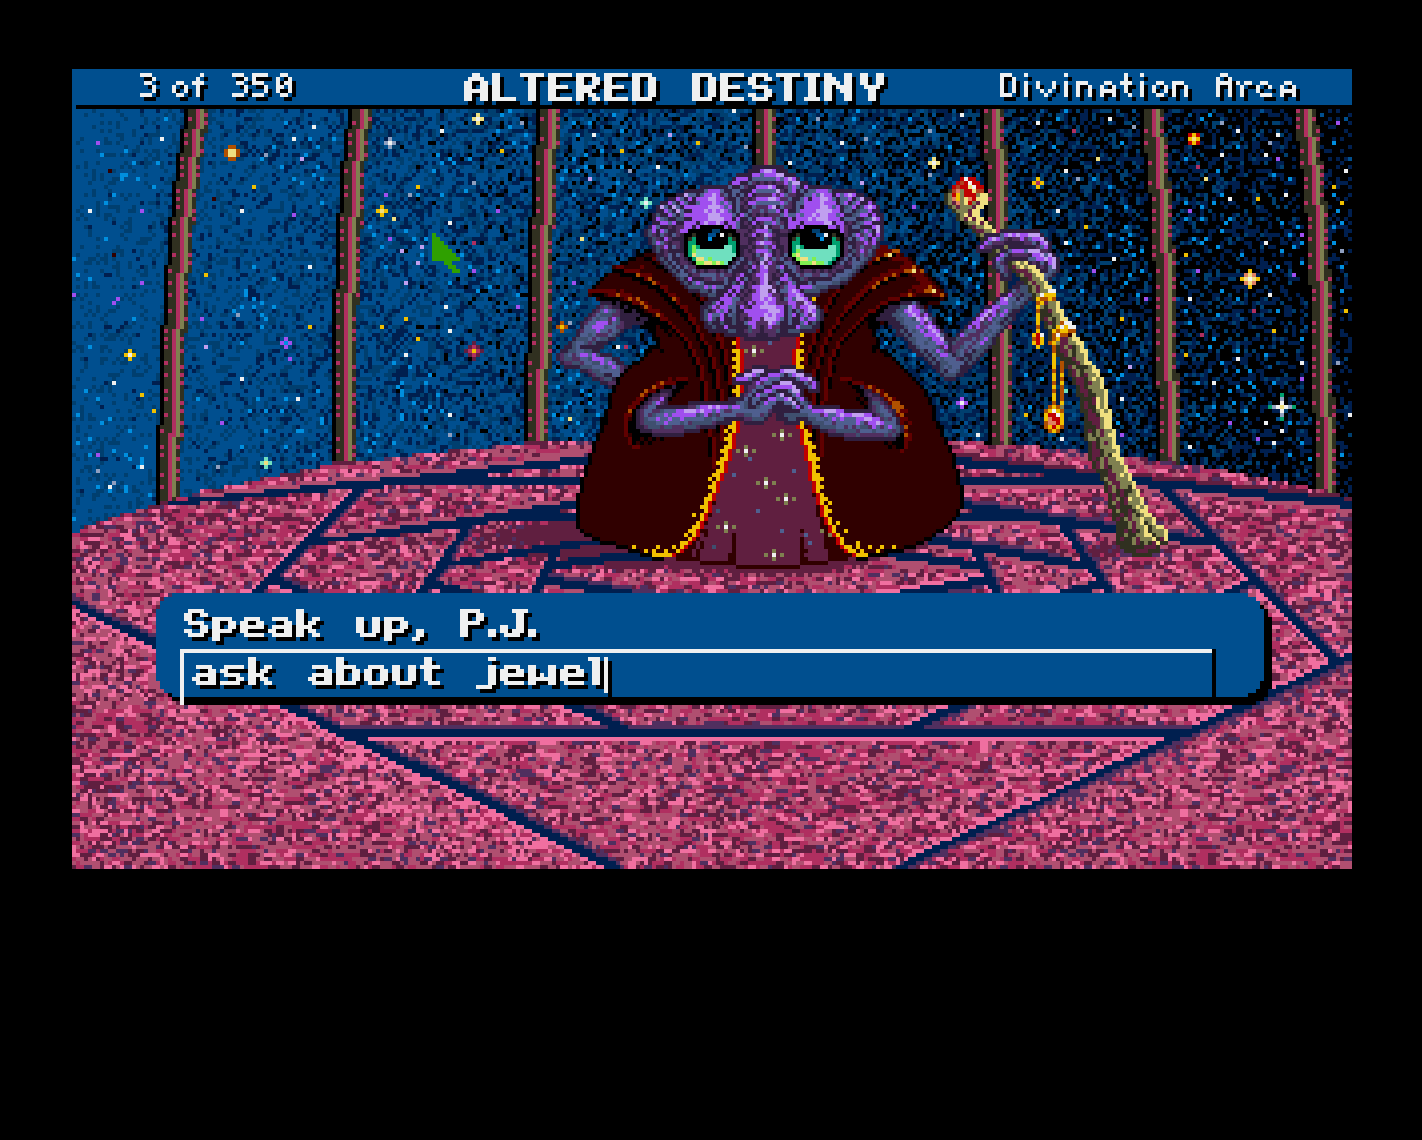 3 of 350 ALTERED DESTINY Divination Area
Speak up, P.J.
ask about jewel